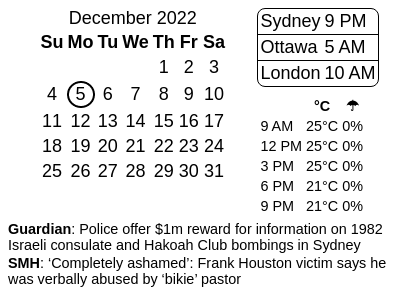 December 2022
Su Mo Tu We Th Fr Sa
1 2 3
4 5 6 7 8 9 10
11 12 13 14 15 16 17
18 19 20 21 22 23 24
25 26 27 28 29 30 31
Sydney 9 PM
Ottawa 5 AM
London 10 AM
°C ☂
9 AM 25°C 0%
12 PM 25°C 0%
3 PM 25°C 0%
6 PM 21°C 0%
9 PM 21°C 0%
Guardian: Police offer $1m reward for information on 1982
Israeli consulate and Hakoah Club bombings in Sydney
SMH: ‘Completely ashamed’: Frank Houston victim says he
was verbally abused by ‘bikie’ pastor